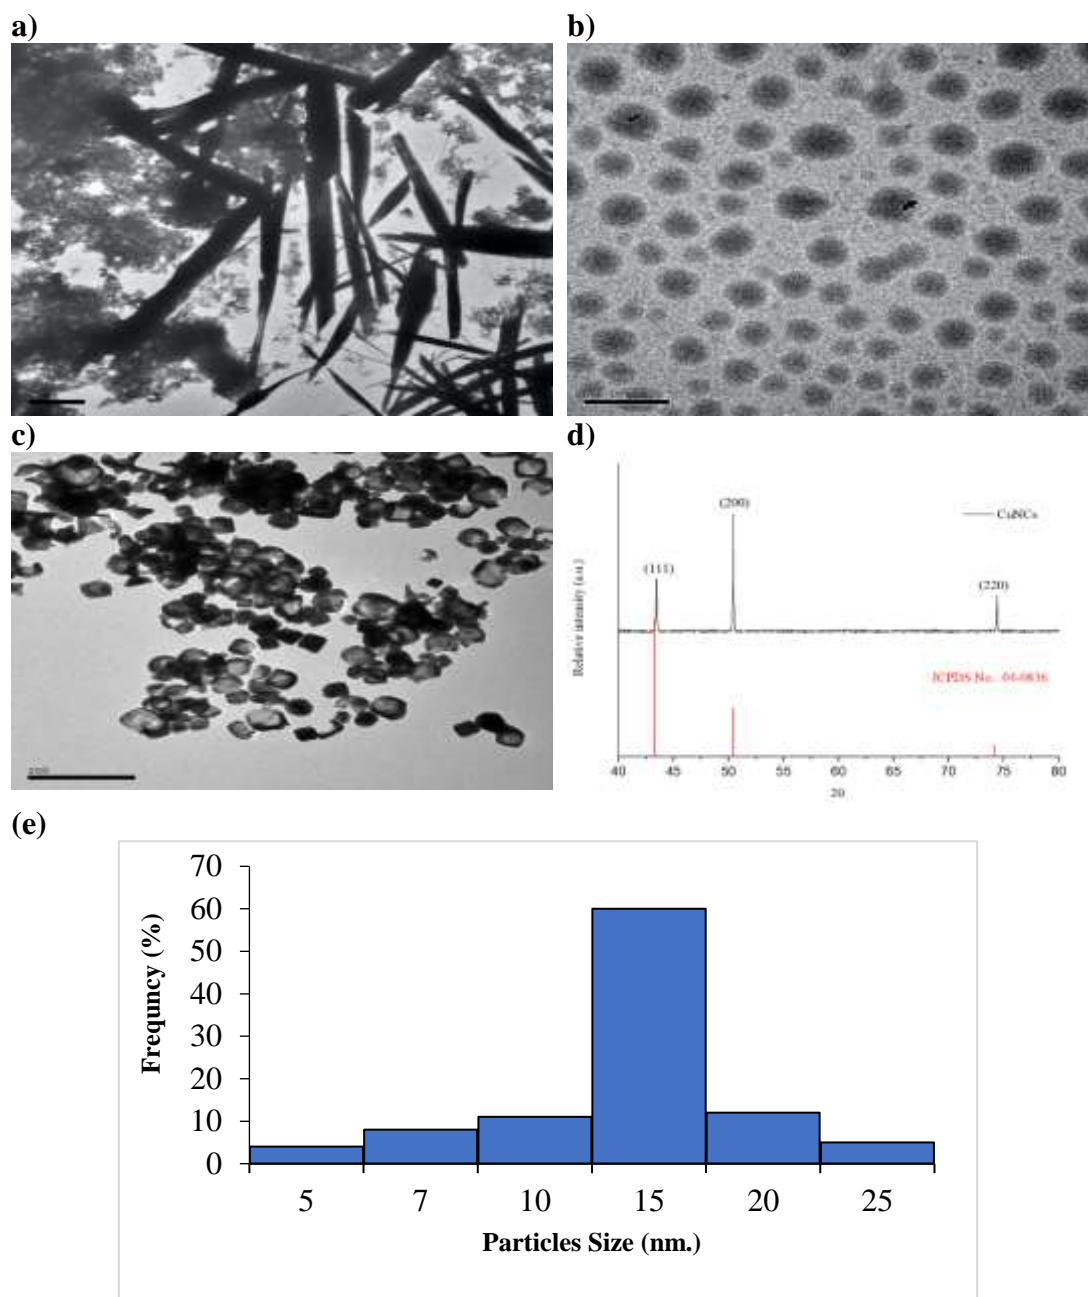 a)
b)
c)
d)
(200)
CuNCs
(111)
(220)
Relative intensity (a.u.)
JCPDS No.: 04-0836
40 45 50 55 60 65 70 75 80
2θ
(e)
70
60
50
40
30
20
10
0
Frequncy (%)
5 7 10 15 20 25
Particles Size (nm.)